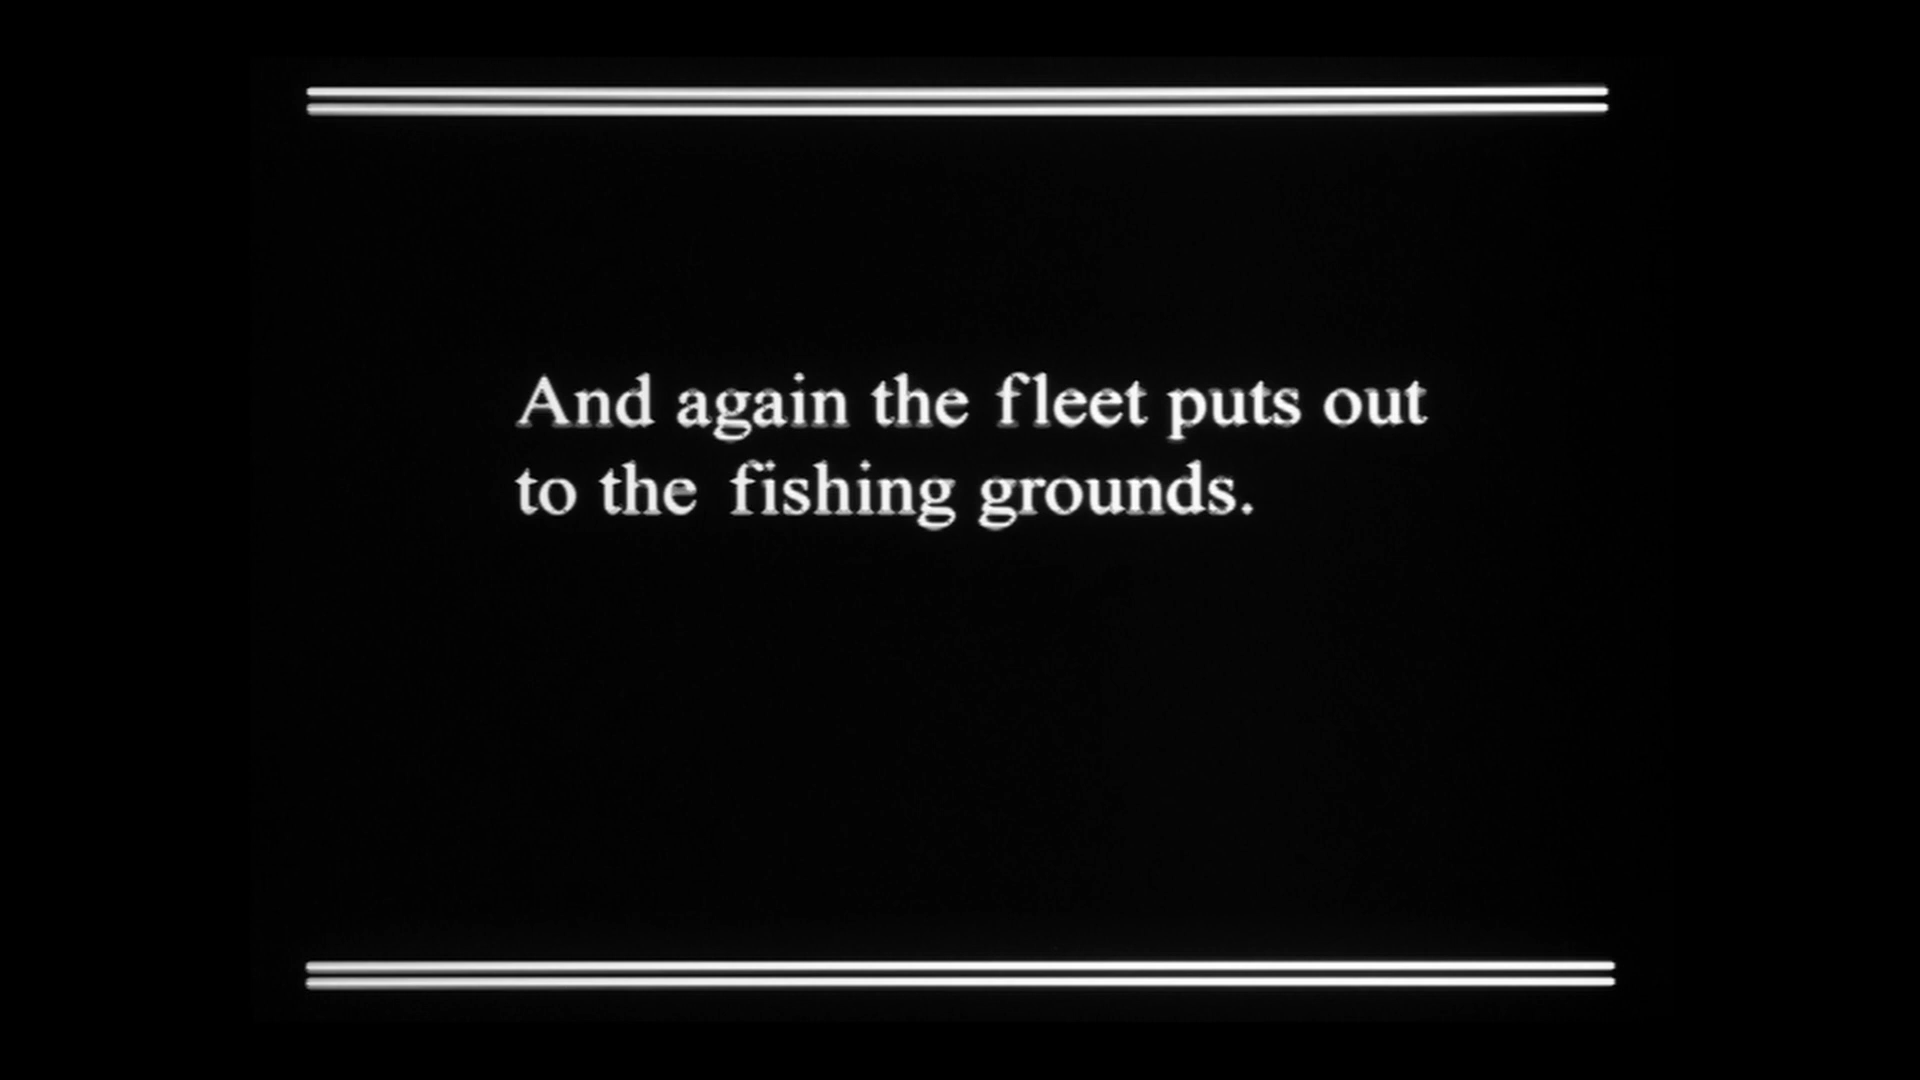 And again the fleet puts out
to the fishing grounds.